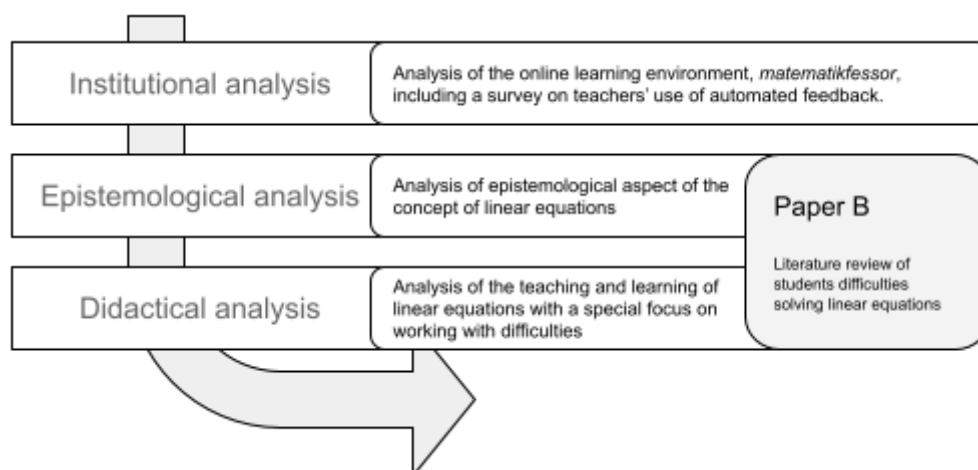 Institutional analysis
Analysis of the online learning environment, matematikfessor,
including a survey on teachers' use of automated feedback.
Epistemological analysis
Analysis of epistemological aspect of the
concept of linear equations
Paper B
Literature review of
students difficulties
solving linear equations
Didactical analysis
Analysis of the teaching and learning of
linear equations with a special focus on
working with difficulties